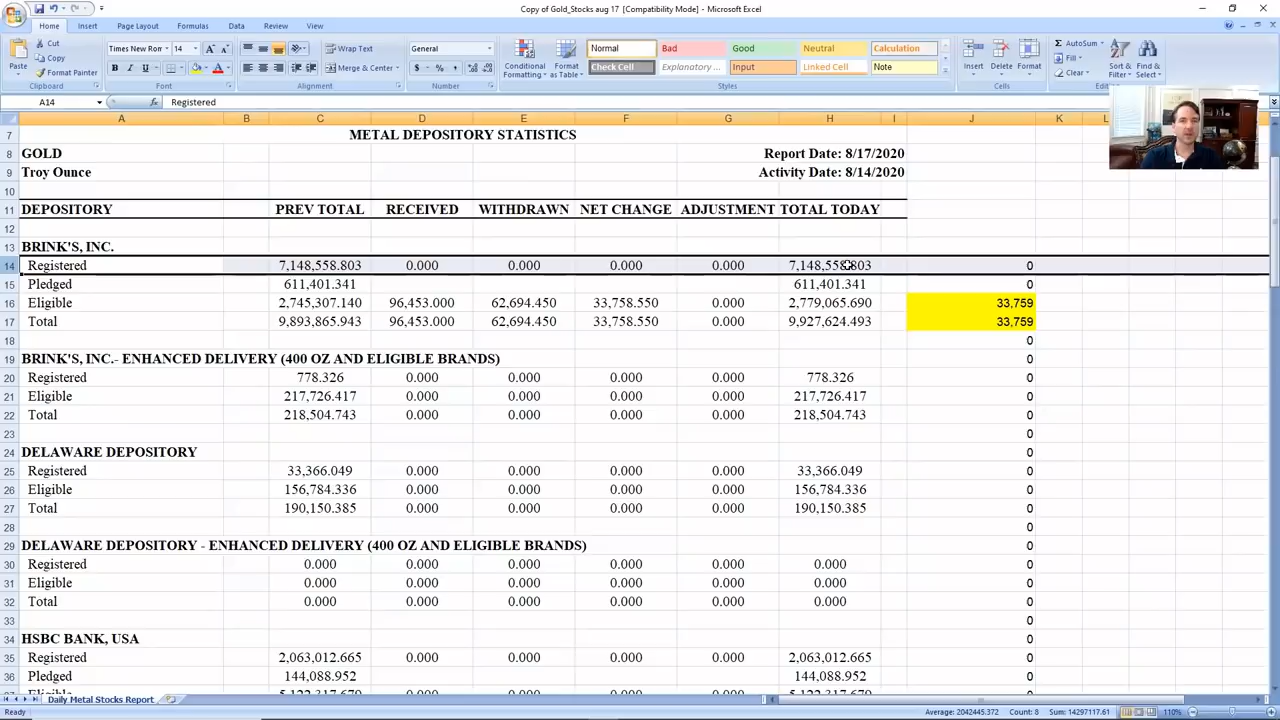 Copy of Gold_Stocks aug 17 [Compatibility Mode] - Microsoft Excel
Home Insert Page Layout Formulas Data Review View
Cut Times New Rom 14 Wrap Text General Normal Bad Good Neutral Calculation AutoSum
Copy Fill
Paste Format Painter Merge & Center Conditional Formatting Format as Table Check Cell Explanatory ... Input Linked Cell Note Insert Delete Format Clear Sort & Filter Find & Select
Clipboard Font Alignment Number Styles Cells
A14 Registered
A B C D E F G H I J K L
7 METAL DEPOSITORY STATISTICS
8 GOLD Report Date: 8/17/2020
9 Troy Ounce Activity Date: 8/14/2020
10
11 DEPOSITORY PREV TOTAL RECEIVED WITHDRAWN NET CHANGE ADJUSTMENT TOTAL TODAY
12
13 BRINK'S, INC.
14 Registered 7,148,558.803 0.000 0.000 0.000 0.000 7,148,558.803 0
15 Pledged 611,401.341 611,401.341 0
16 Eligible 2,745,307.140 96,453.000 62,694.450 33,758.550 0.000 2,779,065.690 33,759
17 Total 9,893,865.943 96,453.000 62,694.450 33,758.550 0.000 9,927,624.493 33,759
18 0
19 BRINK'S, INC.- ENHANCED DELIVERY (400 OZ AND ELIGIBLE BRANDS) 0
20 Registered 778.326 0.000 0.000 0.000 0.000 778.326 0
21 Eligible 217,726.417 0.000 0.000 0.000 0.000 217,726.417 0
22 Total 218,504.743 0.000 0.000 0.000 0.000 218,504.743 0
23 0
24 DELAWARE DEPOSITORY 0
25 Registered 33,366.049 0.000 0.000 0.000 0.000 33,366.049 0
26 Eligible 156,784.336 0.000 0.000 0.000 0.000 156,784.336 0
27 Total 190,150.385 0.000 0.000 0.000 0.000 190,150.385 0
28 0
29 DELAWARE DEPOSITORY - ENHANCED DELIVERY (400 OZ AND ELIGIBLE BRANDS) 0
30 Registered 0.000 0.000 0.000 0.000 0.000 0.000 0
31 Eligible 0.000 0.000 0.000 0.000 0.000 0.000 0
32 Total 0.000 0.000 0.000 0.000 0.000 0.000 0
33 0
34 HSBC BANK, USA 0
35 Registered 2,063,012.665 0.000 0.000 0.000 0.000 2,063,012.665 0
36 Pledged 144,088.952 144,088.952 0
Daily Metal Stocks Report
Ready Average: 2042445.372 Count: 8 Sum: 14297117.61 110%